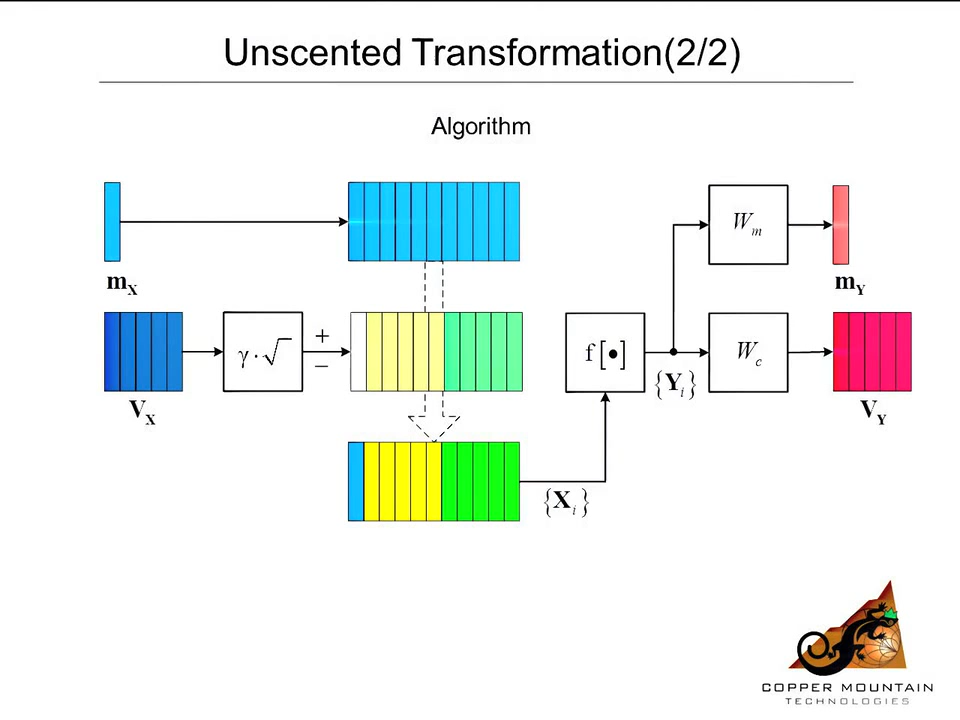 Unscented Transformation(2/2)
Algorithm
m_X
V_X
γ·√
+
−
{X_i}
f[•]
{Y_i}
W_m
W_c
m_Y
V_Y
COPPER MOUNTAIN
TECHNOLOGIES